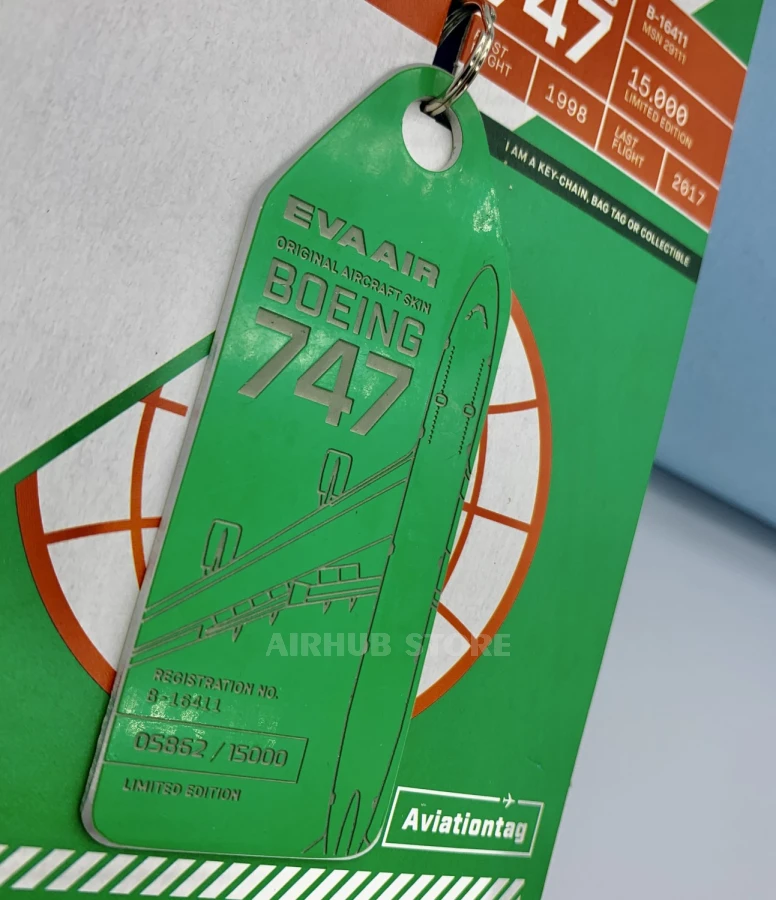 747
B-16411
MSN 29111
FIRST
FLIGHT
1998
15.000
LIMITED EDITION
LAST
FLIGHT
2017
I AM A KEY-CHAIN, BAG TAG OR COLLECTIBLE
EVA AIR
ORIGINAL AIRCRAFT SKIN
BOEING
747
AIRHUB STORE
REGISTRATION NO.
B-16411
05862/15000
LIMITED EDITION
Aviationtag